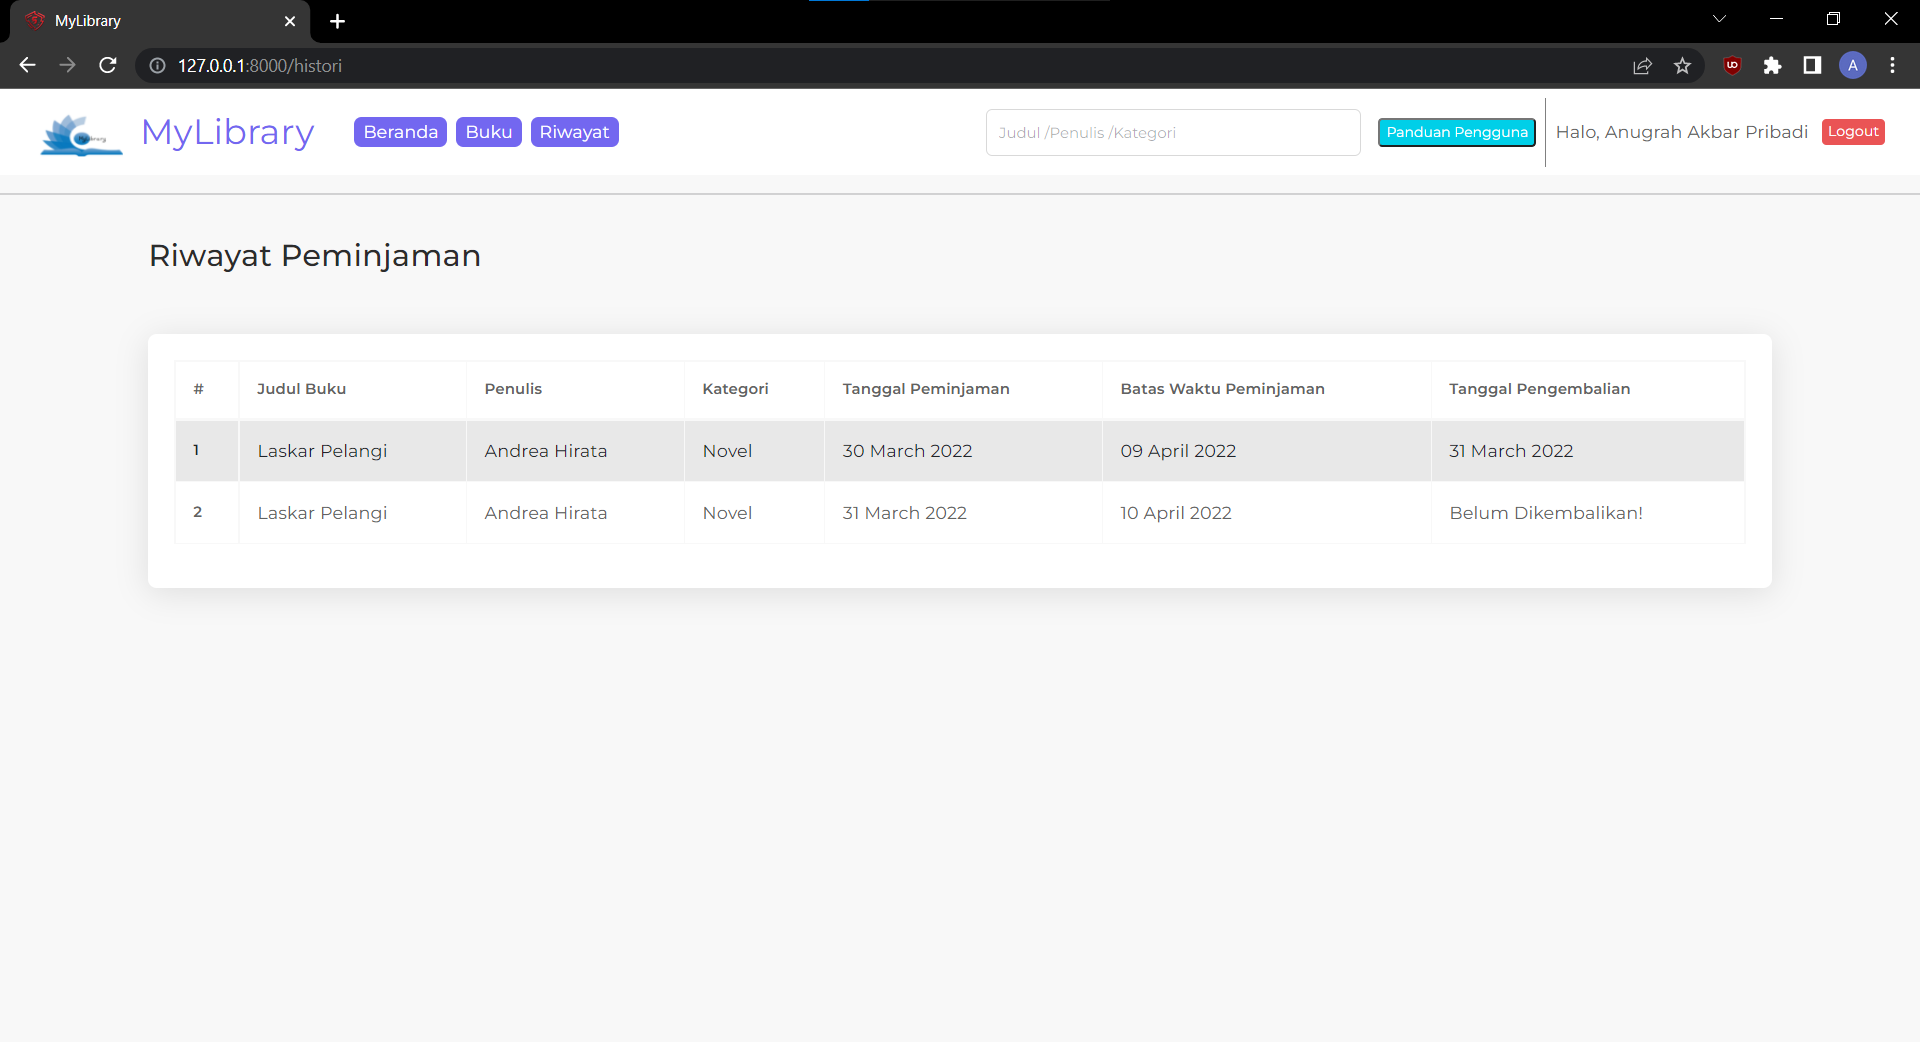 MyLibrary
127.0.0.1:8000/histori
A
MyLibrary Beranda Buku Riwayat Judul /Penulis /Kategori Panduan Pengguna Halo, Anugrah Akbar Pribadi Logout
Riwayat Peminjaman
# Judul Buku Penulis Kategori Tanggal Peminjaman Batas Waktu Peminjaman Tanggal Pengembalian
1 Laskar Pelangi Andrea Hirata Novel 30 March 2022 09 April 2022 31 March 2022
2 Laskar Pelangi Andrea Hirata Novel 31 March 2022 10 April 2022 Belum Dikembalikan!